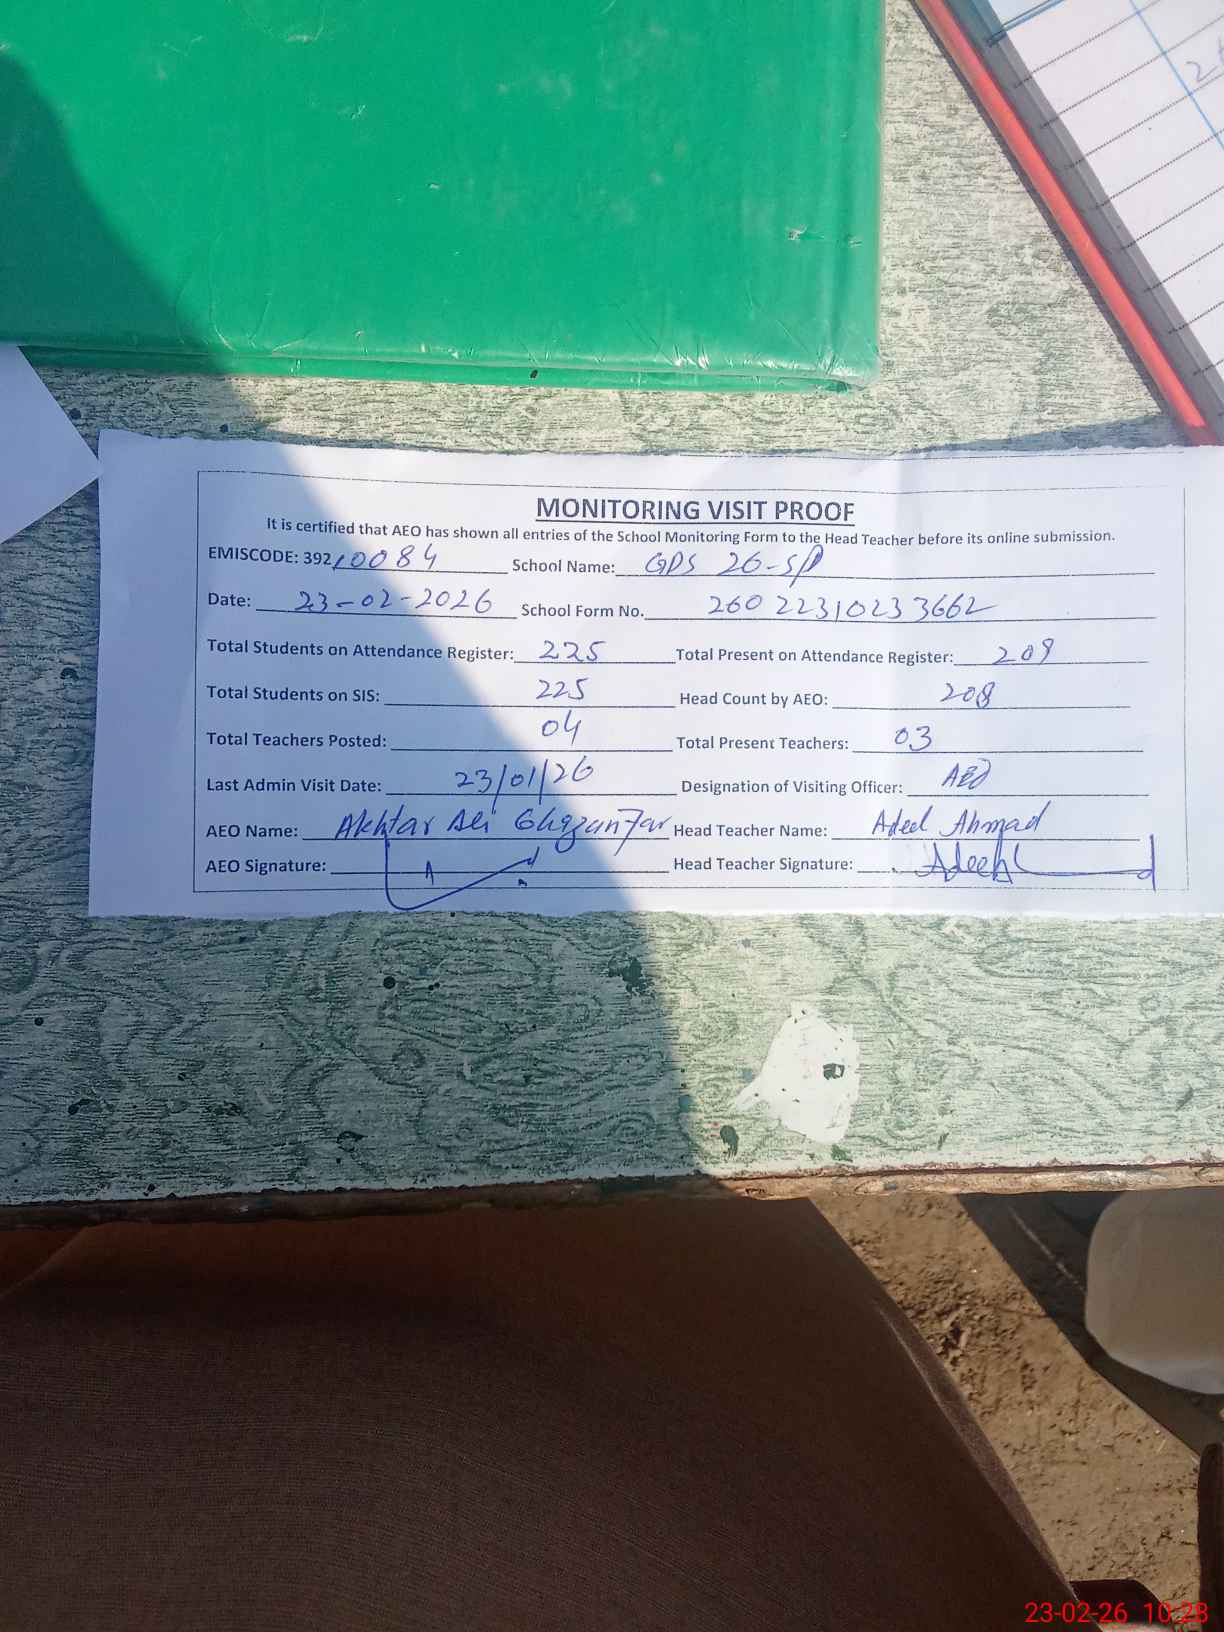 MONITORING VISIT PROOF
It is certified that AEO has shown all entries of the School Monitoring Form to the Head Teacher before its online submission.
EMISCODE: 392 10084 School Name: GPS 26-SP
Date: 23-02-2026 School Form No. 26022310233662
Total Students on Attendance Register: 225 Total Present on Attendance Register: 209
Total Students on SIS: 225 Head Count by AEO: 208
Total Teachers Posted: 04 Total Present Teachers: 03
Last Admin Visit Date: 23/01/26 Designation of Visiting Officer: AEO
AEO Name: Akhtar Ali Ghazanfar Head Teacher Name: Adeel Ahmad
AEO Signature: Head Teacher Signature: Adeel
23-02-26 10:28